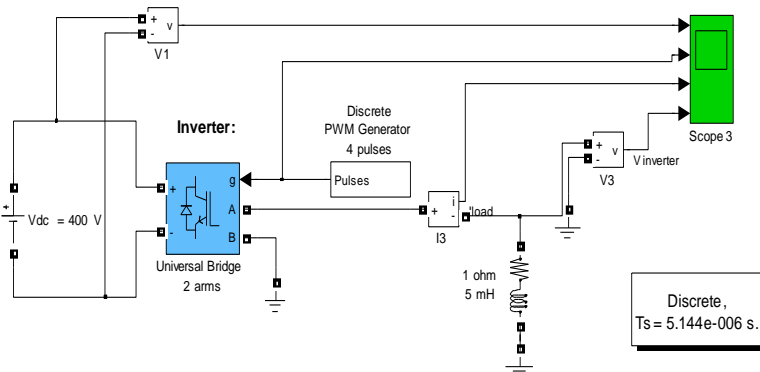 +
v
-
V1
Scope 3
Inverter:
Discrete
PWM Generator
4 pulses
Pulses
+
v
-
V inverter
V3
+
g
A
-
B
Universal Bridge
2 arms
+
i
-
I3
"load
+
Vdc = 400 V
1 ohm
5 mH
Discrete,
Ts = 5.144e-006 s.